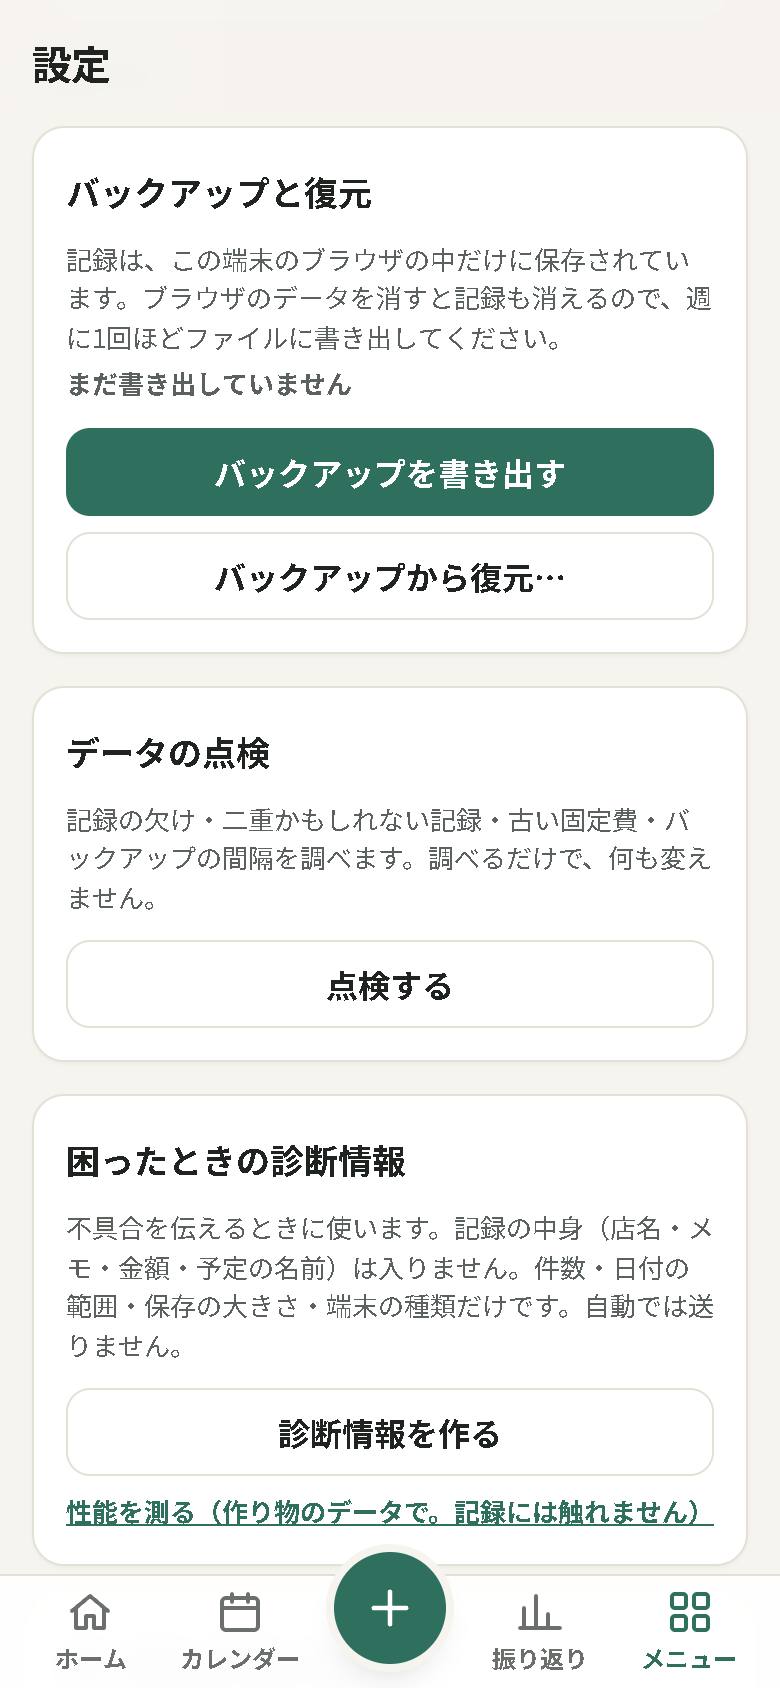 設定
バックアップと復元
記録は、この端末のブラウザの中だけに保存されてい
ます。ブラウザのデータを消すと記録も消えるので、週
に1回ほどファイルに書き出してください。
まだ書き出していません
バックアップを書き出す
バックアップから復元…
データの点検
記録の欠け・二重かもしれない記録・古い固定費・バ
ックアップの間隔を調べます。調べるだけで、何も変え
ません。
点検する
困ったときの診断情報
不具合を伝えるときに使います。記録の中身（店名・メ
モ・金額・予定の名前）は入りません。件数・日付の
範囲・保存の大きさ・端末の種類だけです。自動では送
りません。
診断情報を作る
性能を測る（作り物のデータで。記録には触れません）
ホーム
カレンダー
振り返り
メニュー